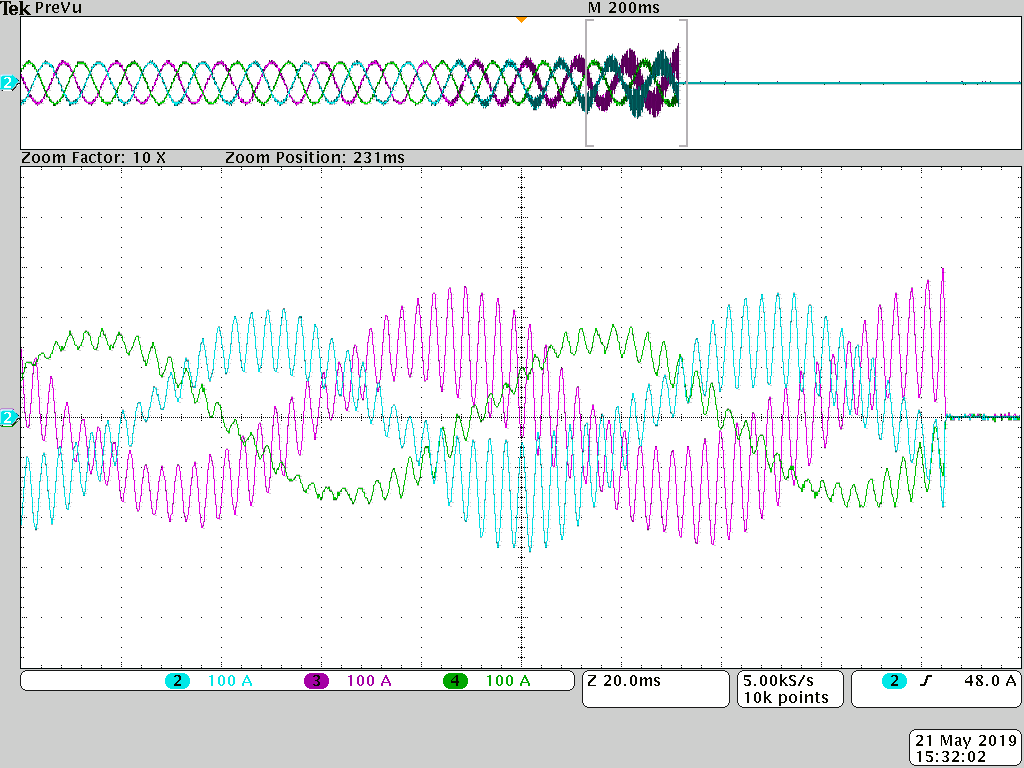 Tek PreVu M 200ms
2
Zoom Factor: 10 X Zoom Position: 231ms
2
2 100 A 3 100 A 4 100 A Z 20.0ms 5.00kS/s 2 48.0 A
10k points
21 May 2019
15:32:02